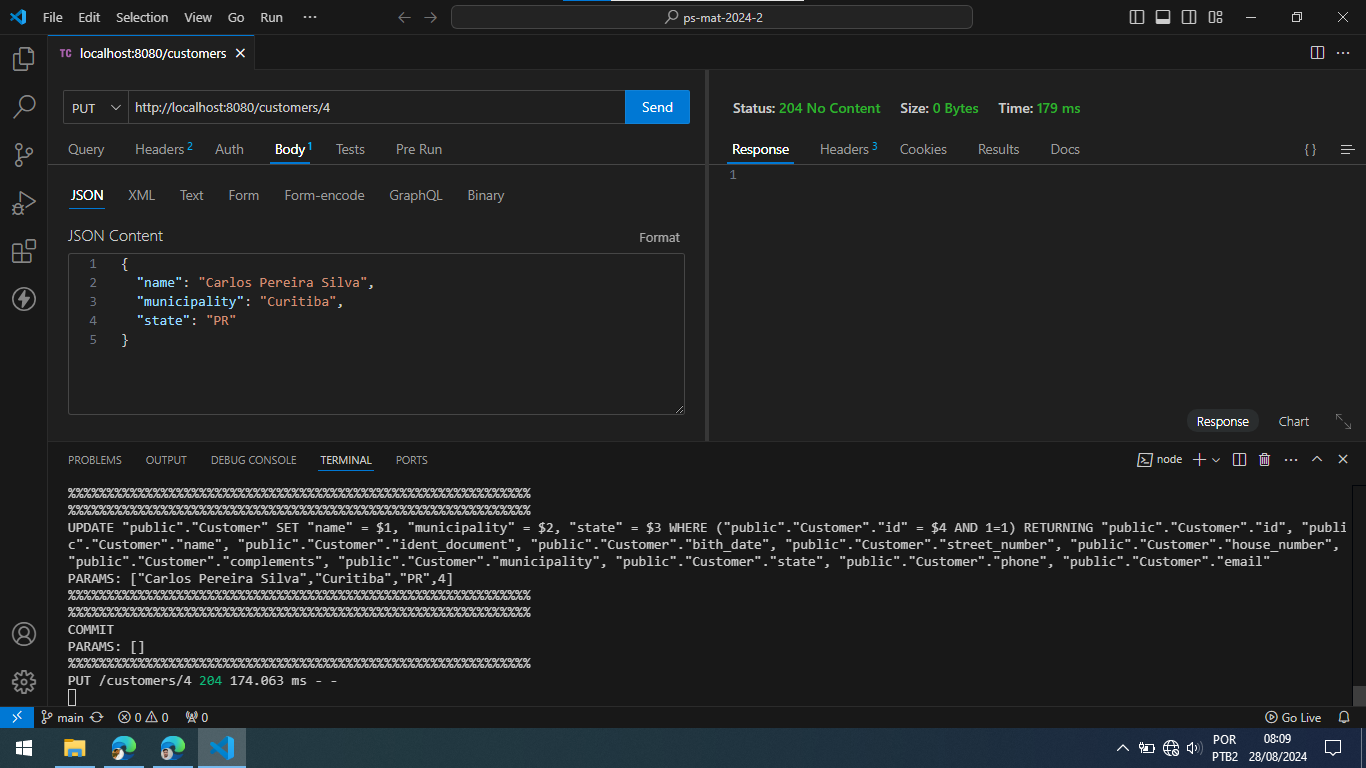 File Edit Selection View Go Run ··· ps-mat-2024-2
TC localhost:8080/customers
PUT http://localhost:8080/customers/4 Send
Query Headers 2 Auth Body 1 Tests Pre Run
JSON XML Text Form Form-encode GraphQL Binary
JSON Content Format
1 {
2 "name": "Carlos Pereira Silva",
3 "municipality": "Curitiba",
4 "state": "PR"
5 }
Status: 204 No Content Size: 0 Bytes Time: 179 ms
Response Headers 3 Cookies Results Docs { }
1
Response Chart
PROBLEMS OUTPUT DEBUG CONSOLE TERMINAL PORTS node
%%%%%%%%%%%%%%%%%%%%%%%%%%%%%%%%%%%%%%%%%%%%%%%%%%%%%%%%%%%%
%%%%%%%%%%%%%%%%%%%%%%%%%%%%%%%%%%%%%%%%%%%%%%%%%%%%%%%%%%%%
UPDATE "public"."Customer" SET "name" = $1, "municipality" = $2, "state" = $3 WHERE ("public"."Customer"."id" = $4 AND 1=1) RETURNING "public"."Customer"."id", "publi
c"."Customer"."name", "public"."Customer"."ident_document", "public"."Customer"."bith_date", "public"."Customer"."street_number", "public"."Customer"."house_number",
"public"."Customer"."complements", "public"."Customer"."municipality", "public"."Customer"."state", "public"."Customer"."phone", "public"."Customer"."email"
PARAMS: ["Carlos Pereira Silva","Curitiba","PR",4]
%%%%%%%%%%%%%%%%%%%%%%%%%%%%%%%%%%%%%%%%%%%%%%%%%%%%%%%%%%%%
%%%%%%%%%%%%%%%%%%%%%%%%%%%%%%%%%%%%%%%%%%%%%%%%%%%%%%%%%%%%
COMMIT
PARAMS: []
%%%%%%%%%%%%%%%%%%%%%%%%%%%%%%%%%%%%%%%%%%%%%%%%%%%%%%%%%%%%
PUT /customers/4 204 174.063 ms - -
main 0 0 0 Go Live
POR 08:09
PTB2 28/08/2024